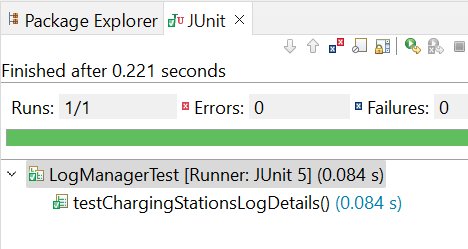 Package Explorer JUnit
Finished after 0.221 seconds
Runs: 1/1 Errors: 0 Failures: 0
LogManagerTest [Runner: JUnit 5] (0.084 s)
testChargingStationsLogDetails() (0.084 s)